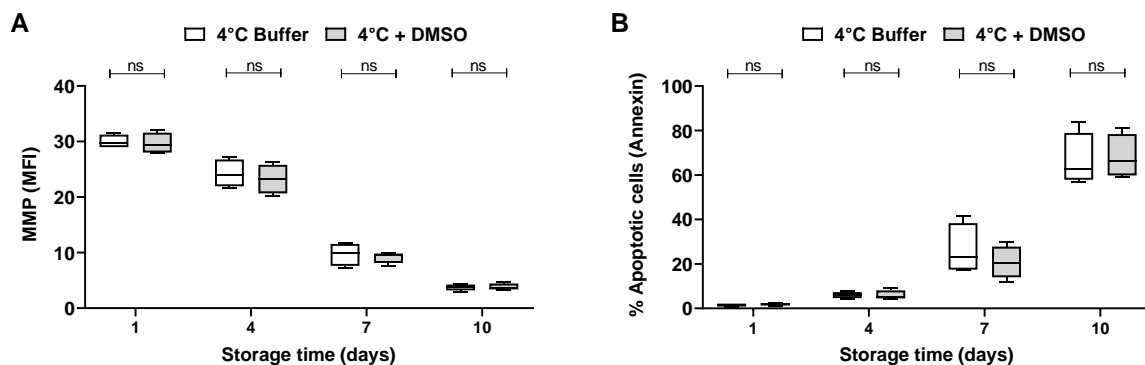 A
4°C Buffer 4°C + DMSO
ns ns ns ns
40
30
20
10
0
MMP (MFI)
1 4 7 10
Storage time (days)
B
4°C Buffer 4°C + DMSO
ns ns ns ns
100
80
60
40
20
0
% Apoptotic cells (Annexin)
1 4 7 10
Storage time (days)